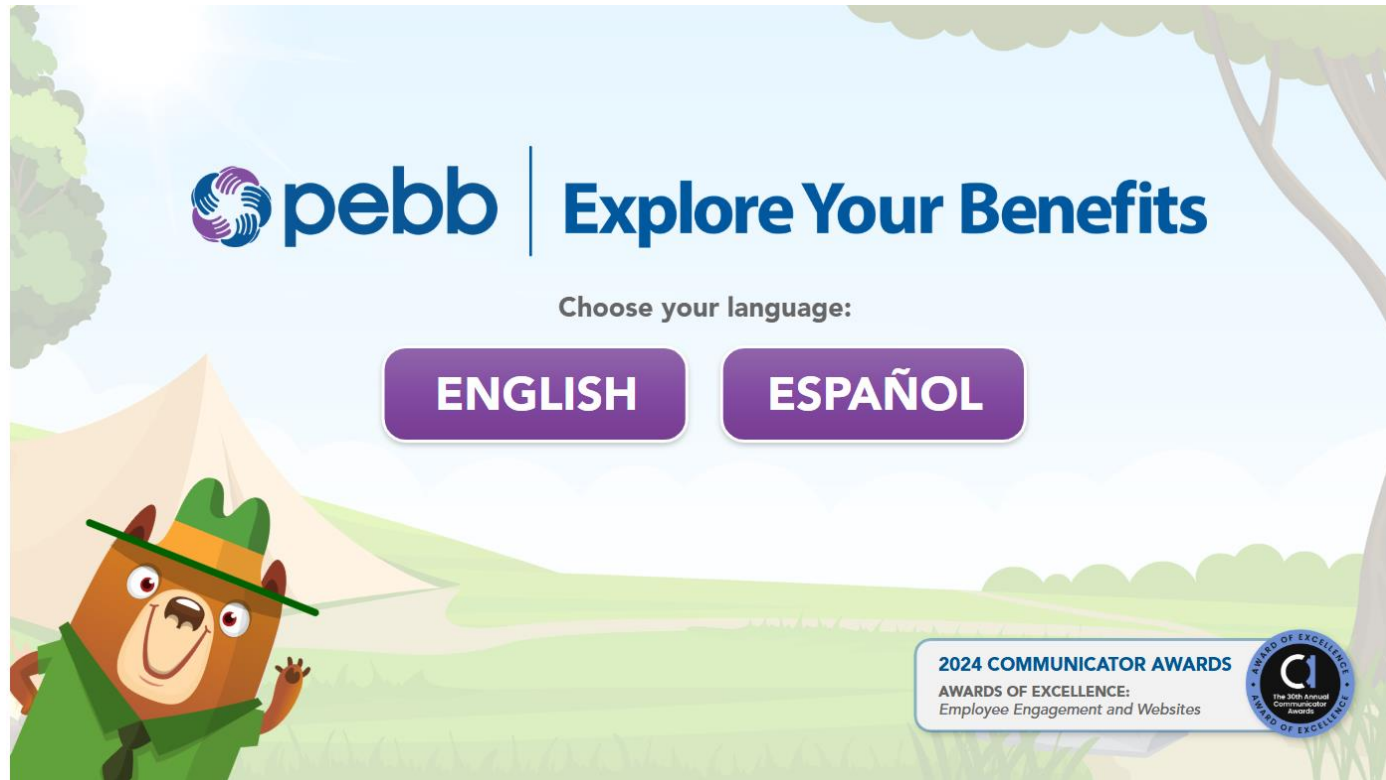 pebb | Explore Your Benefits
Choose your language:
ENGLISH
ESPAÑOL
2024 COMMUNICATOR AWARDS
AWARDS OF EXCELLENCE:
Employee Engagement and Websites
AWARD OF EXCELLENCE
The 30th Annual
Communicator
Awards
AWARD OF EXCELLENCE